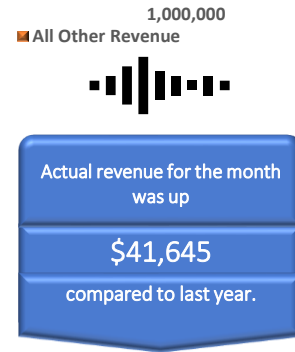 1,000,000
All Other Revenue
Actual revenue for the month
was up
$41,645
compared to last year.